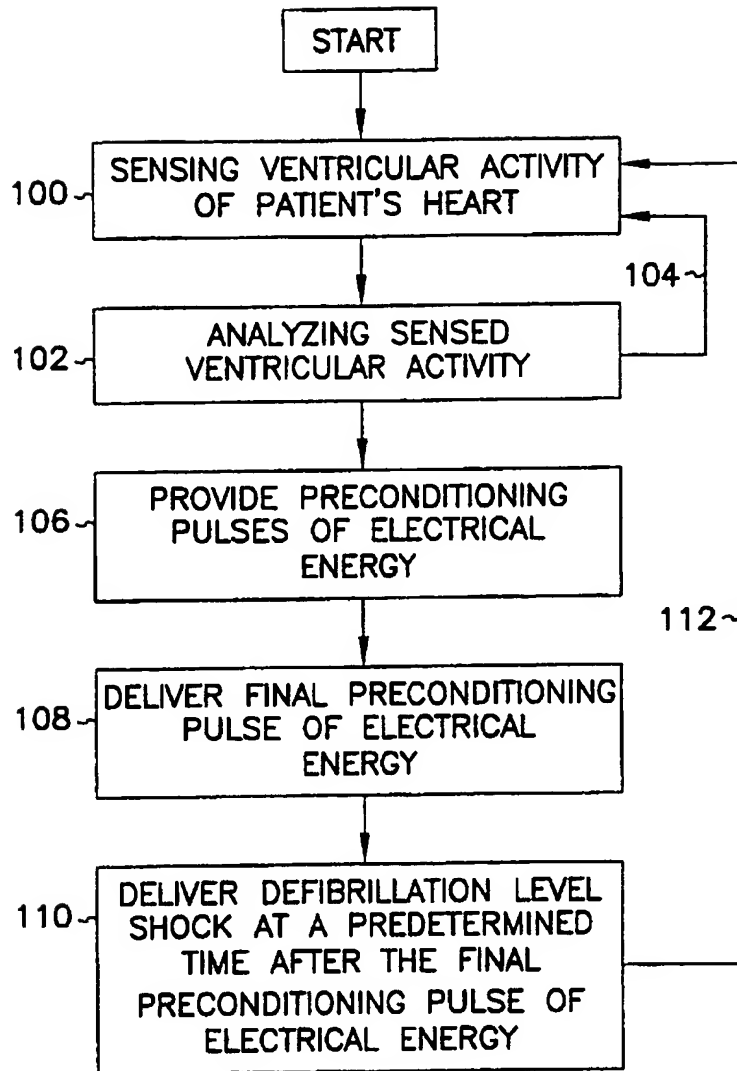 START
100
SENSING VENTRICULAR ACTIVITY
OF PATIENT'S HEART
104
102
ANALYZING SENSED
VENTRICULAR ACTIVITY
106
PROVIDE PRECONDITIONING
PULSES OF ELECTRICAL
ENERGY
112
108
DELIVER FINAL PRECONDITIONING
PULSE OF ELECTRICAL
ENERGY
110
DELIVER DEFIBRILLATION LEVEL
SHOCK AT A PREDETERMINED
TIME AFTER THE FINAL
PRECONDITIONING PULSE OF
ELECTRICAL ENERGY